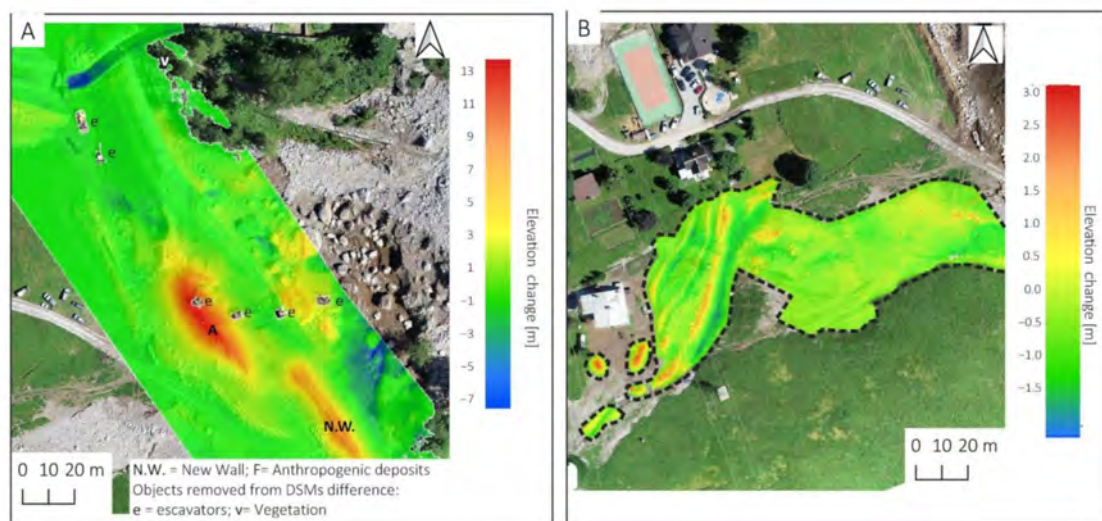 A
v
e
e
e
e
e
e
A
N.W.
13
11
9
7
5
3
1
−1
−3
−5
−7
Elevation change [m]
0 10 20 m
N.W. = New Wall; F= Anthropogenic deposits
Objects removed from DSMs difference:
e = escavators; v= Vegetation
B
3.0
2.5
2.0
1.5
1.0
0.5
0.0
−0.5
−1.0
−1.5
Elevation change [m]
0 10 20 m